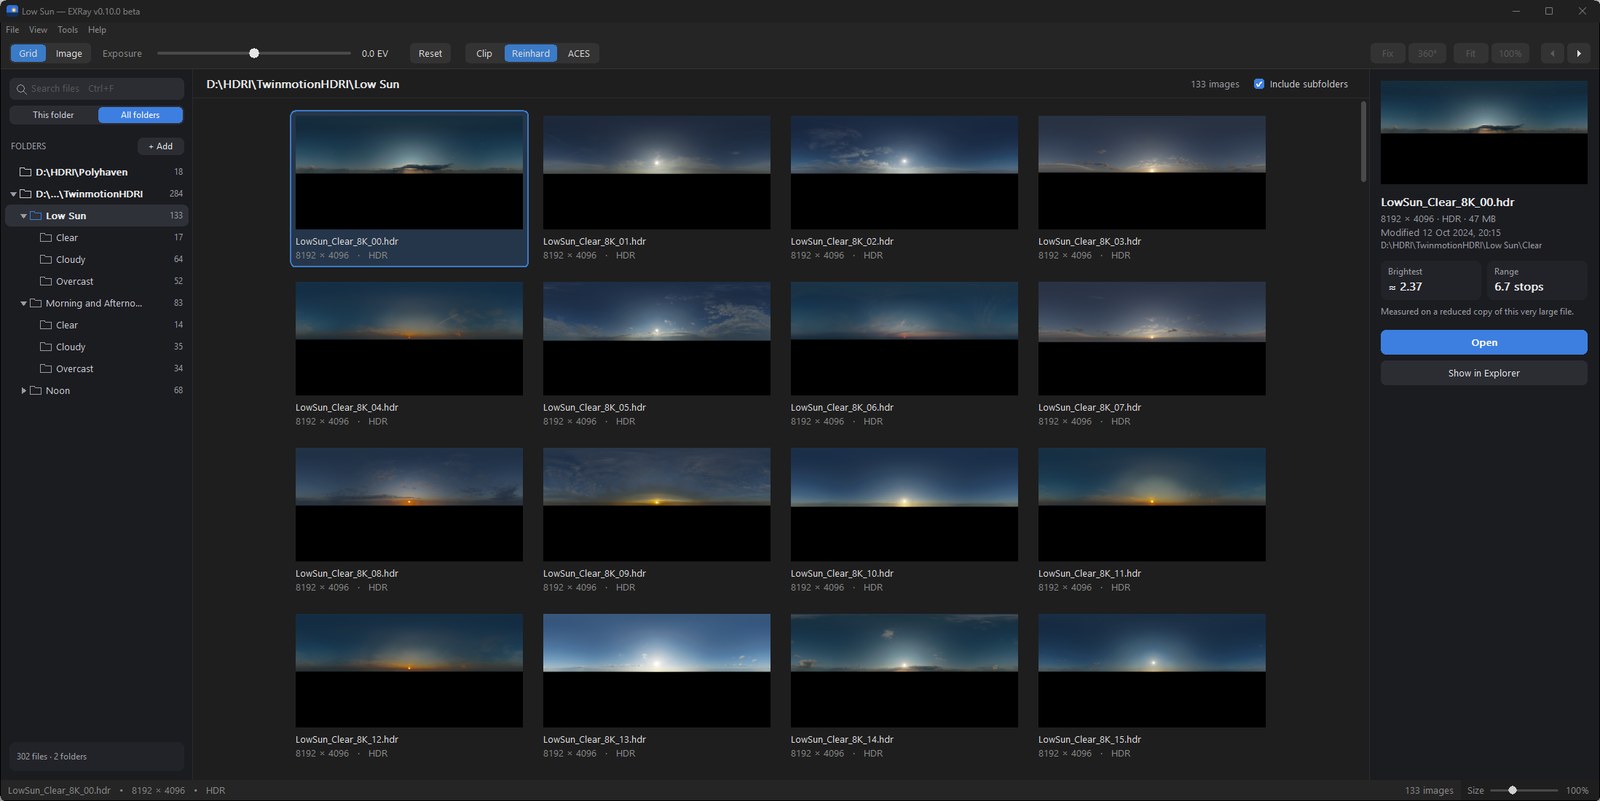 Low Sun — EXRay v0.10.0 beta
File View Tools Help
Grid Image Exposure 0.0 EV Reset Clip Reinhard ACES Fix 360° Fit 100%
Search files Ctrl+F
This folder All folders
FOLDERS + Add
D:\HDRI\Polyhaven 18
D:\...\TwinmotionHDRI 284
Low Sun 133
Clear 17
Cloudy 64
Overcast 52
Morning and Afterno... 83
Clear 14
Cloudy 35
Overcast 34
Noon 68
302 files · 2 folders
D:\HDRI\TwinmotionHDRI\Low Sun 133 images Include subfolders
LowSun_Clear_8K_00.hdr LowSun_Clear_8K_01.hdr LowSun_Clear_8K_02.hdr LowSun_Clear_8K_03.hdr
8192 × 4096 · HDR 8192 × 4096 · HDR 8192 × 4096 · HDR 8192 × 4096 · HDR
LowSun_Clear_8K_04.hdr LowSun_Clear_8K_05.hdr LowSun_Clear_8K_06.hdr LowSun_Clear_8K_07.hdr
8192 × 4096 · HDR 8192 × 4096 · HDR 8192 × 4096 · HDR 8192 × 4096 · HDR
LowSun_Clear_8K_08.hdr LowSun_Clear_8K_09.hdr LowSun_Clear_8K_10.hdr LowSun_Clear_8K_11.hdr
8192 × 4096 · HDR 8192 × 4096 · HDR 8192 × 4096 · HDR 8192 × 4096 · HDR
LowSun_Clear_8K_12.hdr LowSun_Clear_8K_13.hdr LowSun_Clear_8K_14.hdr LowSun_Clear_8K_15.hdr
8192 × 4096 · HDR 8192 × 4096 · HDR 8192 × 4096 · HDR 8192 × 4096 · HDR
LowSun_Clear_8K_00.hdr
8192 × 4096 · HDR · 47 MB
Modified 12 Oct 2024, 20:15
D:\HDRI\TwinmotionHDRI\Low Sun\Clear
Brightest Range
≈ 2.37 6.7 stops
Measured on a reduced copy of this very large file.
Open
Show in Explorer
LowSun_Clear_8K_00.hdr • 8192 × 4096 • HDR 133 images Size 100%